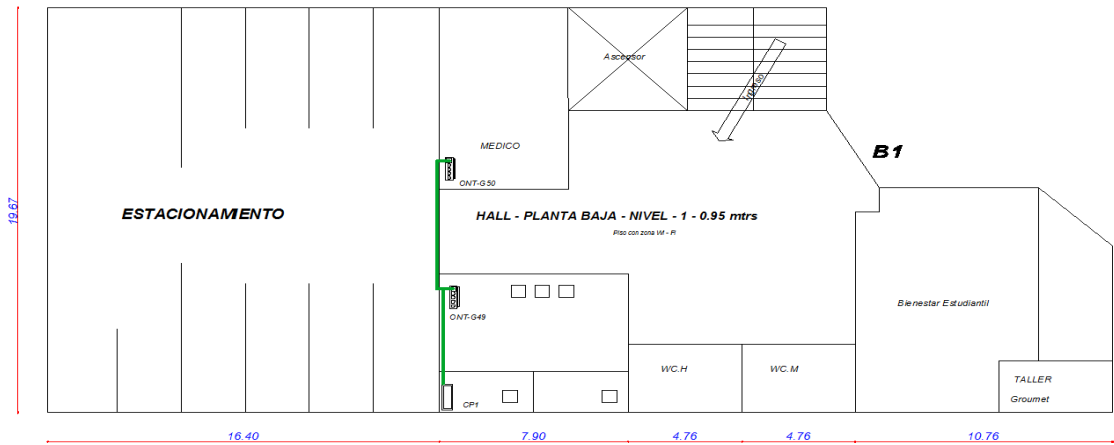 Ascensor
Ingreso
MEDICO
B1
ONT-G50
19.67
ESTACIONAMIENTO
HALL - PLANTA BAJA - NIVEL - 1 - 0.95 mtrs
Piso con zona Wi - Fi
Bienestar Estudiantil
ONT-G49
WC.H
WC.M
TALLER
Groumet
CP1
16.40
7.90
4.76
4.76
10.76